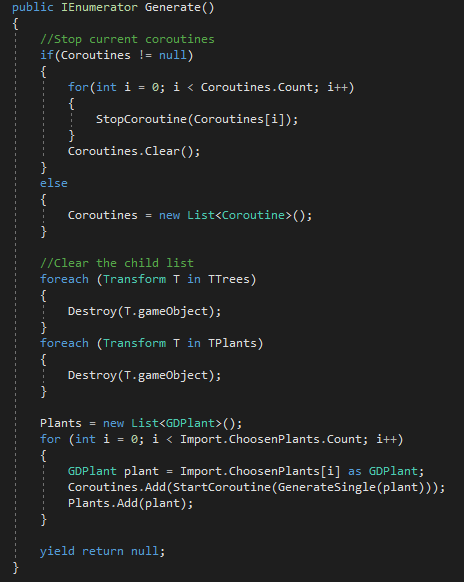 public IEnumerator Generate()
{
//Stop current coroutines
if(Coroutines != null)
{
for(int i = 0; i < Coroutines.Count; i++)
{
StopCoroutine(Coroutines[i]);
}
Coroutines.Clear();
}
else
{
Coroutines = new List<Coroutine>();
}
//Clear the child list
foreach (Transform T in TTrees)
{
Destroy(T.gameObject);
}
foreach (Transform T in TPlants)
{
Destroy(T.gameObject);
}
Plants = new List<GDPlant>();
for (int i = 0; i < Import.ChoosenPlants.Count; i++)
{
GDPlant plant = Import.ChoosenPlants[i] as GDPlant;
Coroutines.Add(StartCoroutine(GenerateSingle(plant)));
Plants.Add(plant);
}
yield return null;
}